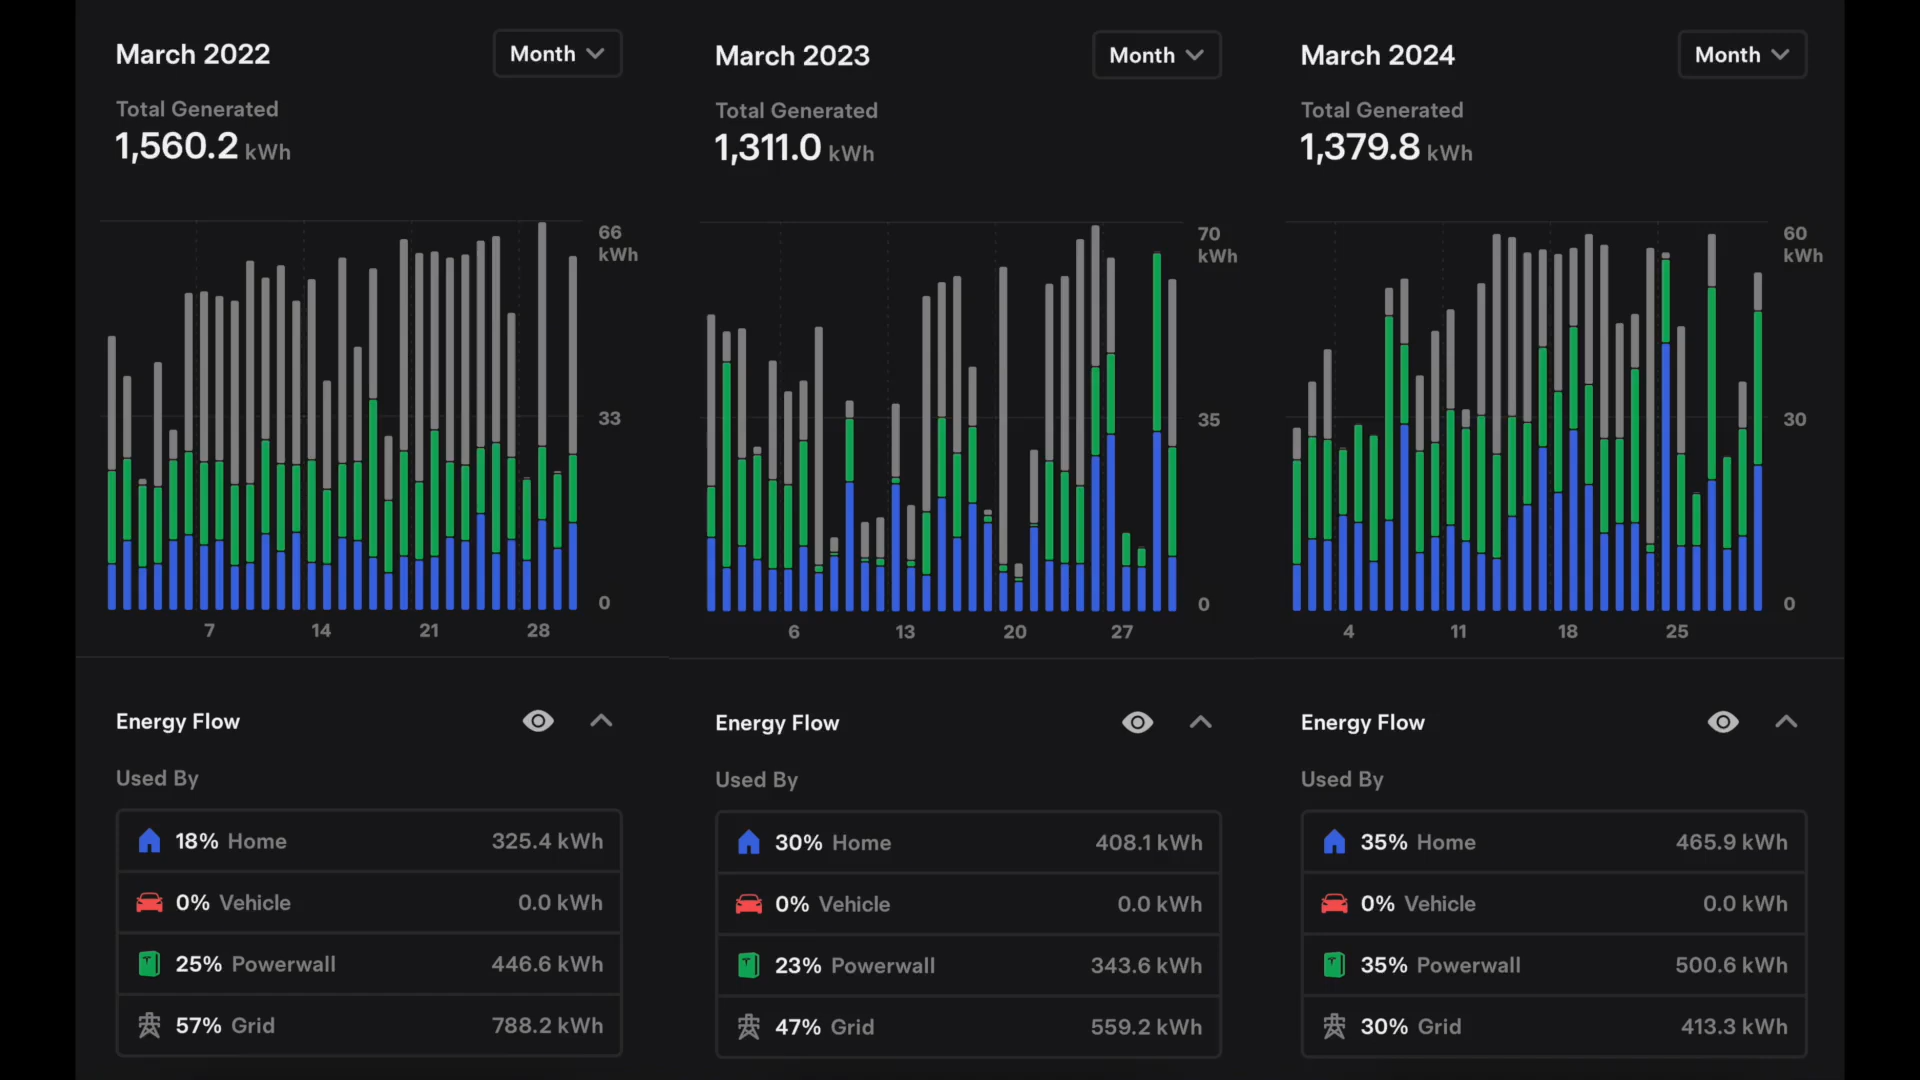 March 2022
Month
Total Generated
1,560.2 kWh
66
kWh
33
0
7 14 21 28
Energy Flow
Used By
18% Home 325.4 kWh
0% Vehicle 0.0 kWh
25% Powerwall 446.6 kWh
57% Grid 788.2 kWh
March 2023
Month
Total Generated
1,311.0 kWh
70
kWh
35
0
6 13 20 27
Energy Flow
Used By
30% Home 408.1 kWh
0% Vehicle 0.0 kWh
23% Powerwall 343.6 kWh
47% Grid 559.2 kWh
March 2024
Month
Total Generated
1,379.8 kWh
60
kWh
30
0
4 11 18 25
Energy Flow
Used By
35% Home 465.9 kWh
0% Vehicle 0.0 kWh
35% Powerwall 500.6 kWh
30% Grid 413.3 kWh